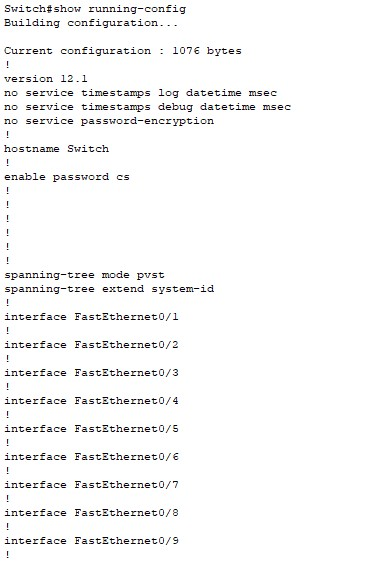 Switch#show running-config
Building configuration...
Current configuration : 1076 bytes
!
version 12.1
no service timestamps log datetime msec
no service timestamps debug datetime msec
no service password-encryption
!
hostname Switch
!
enable password cs
!
!
!
!
!
!
spanning-tree mode pvst
spanning-tree extend system-id
!
interface FastEthernet0/1
!
interface FastEthernet0/2
!
interface FastEthernet0/3
!
interface FastEthernet0/4
!
interface FastEthernet0/5
!
interface FastEthernet0/6
!
interface FastEthernet0/7
!
interface FastEthernet0/8
!
interface FastEthernet0/9
!